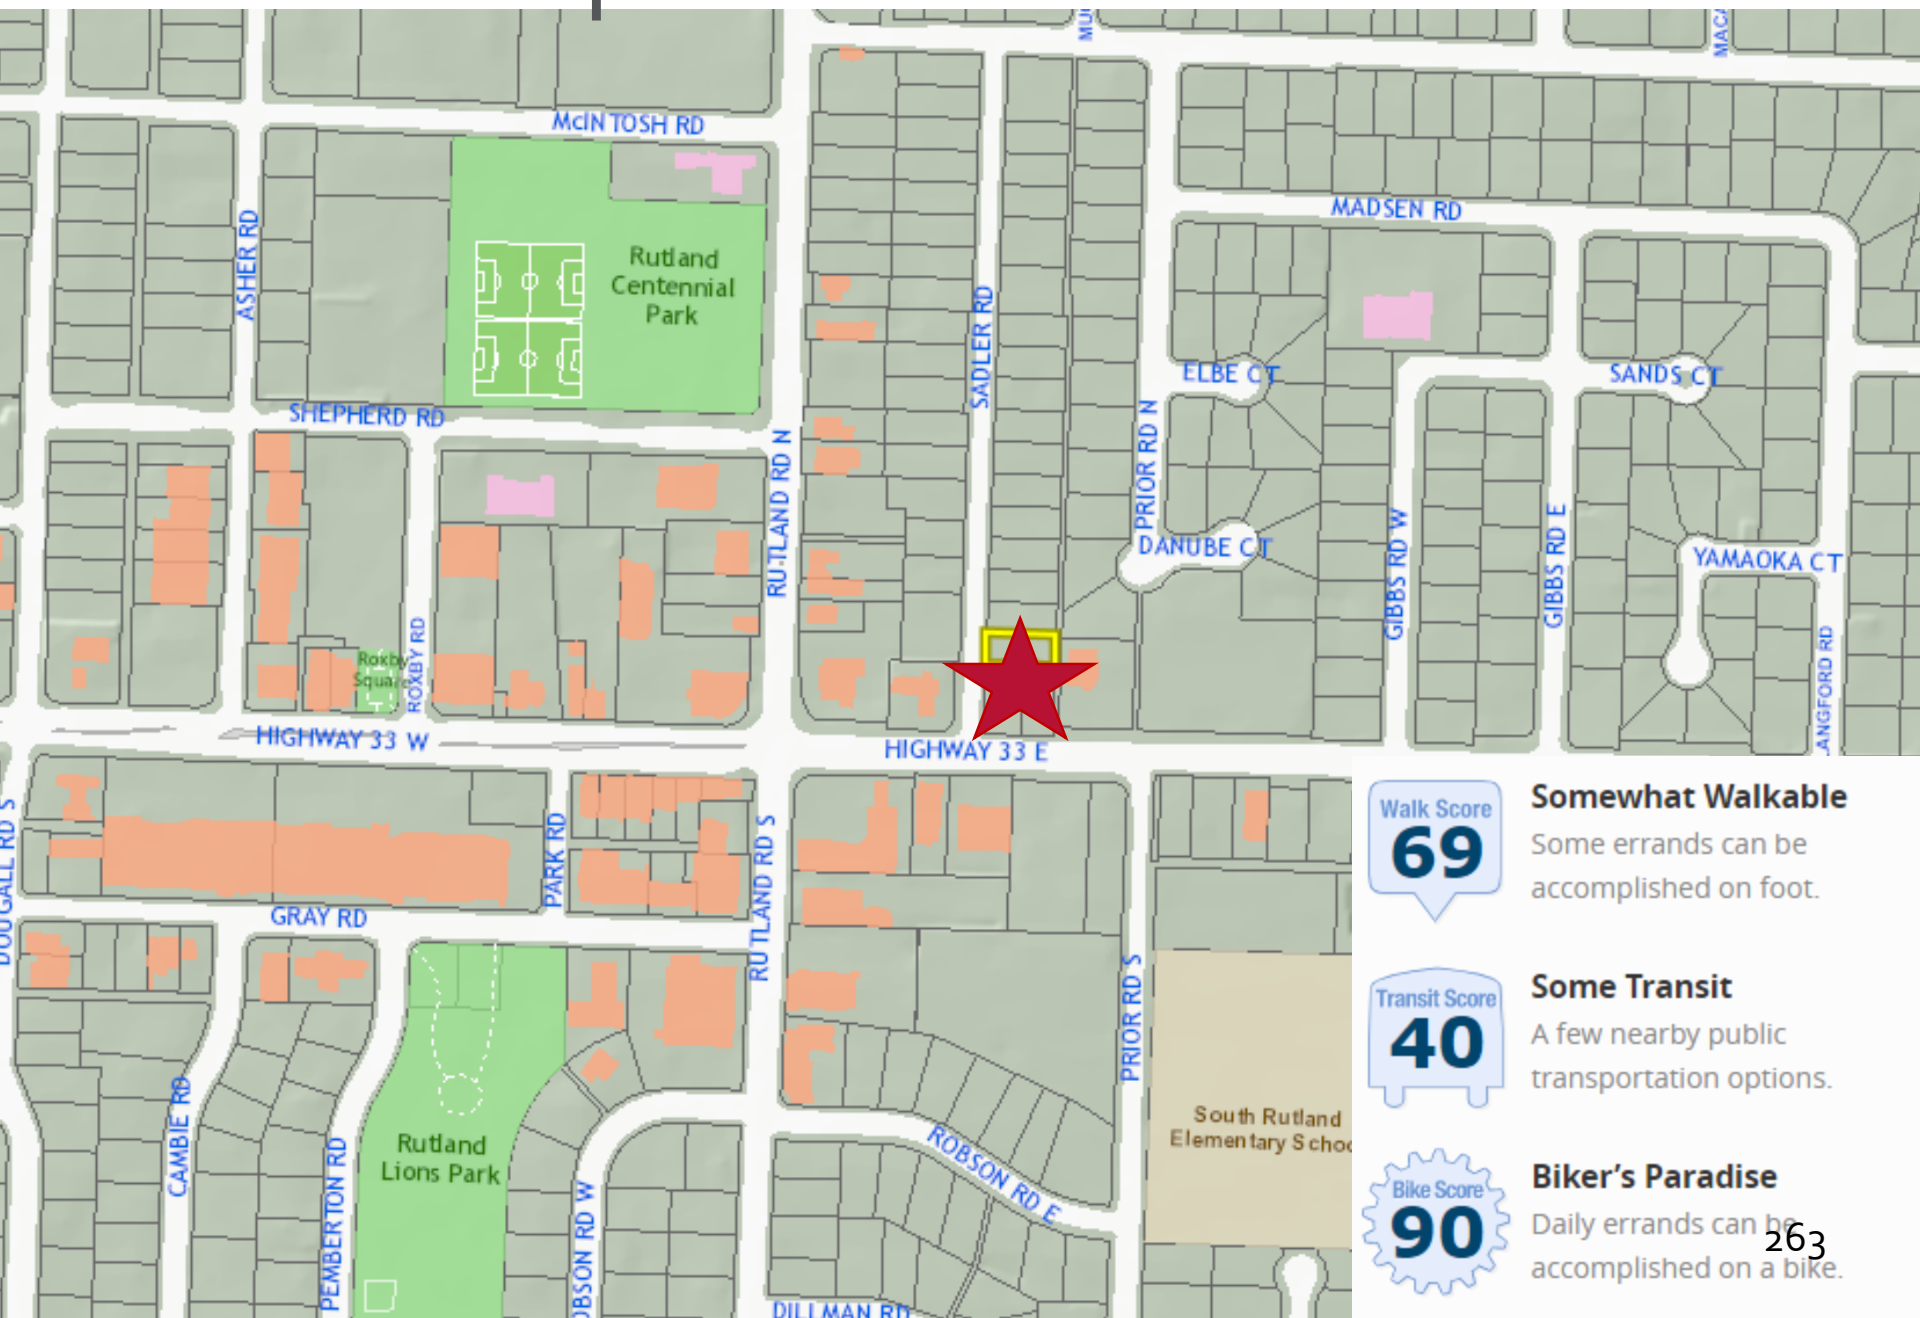 McINTOSH RD
MADSEN RD
ASHER RD
Rutland
Centennial
Park
SADLER RD
ELBE CT
SANDS CT
SHEPHERD RD
RUTLAND RD N
PRIOR RD N
DANUBE CT
GIBBS RD W
GIBBS RD E
YAMAOKA CT
Roxby
Square
ROXBY RD
LANGFORD RD
HIGHWAY 33 W
HIGHWAY 33 E
DOUGALL RD S
PARK RD
RUTLAND RD S
GRAY RD
PRIOR RD S
CAMBIE RD
PEMBERTON RD
Rutland
Lions Park
OBSON RD W
ROBSON RD E
South Rutland
Elementary Schoo
DILLMAN RD
Walk Score
69
Somewhat Walkable
Some errands can be
accomplished on foot.
Transit Score
40
Some Transit
A few nearby public
transportation options.
Bike Score
90
Biker's Paradise
Daily errands can be
accomplished on a bike.
263